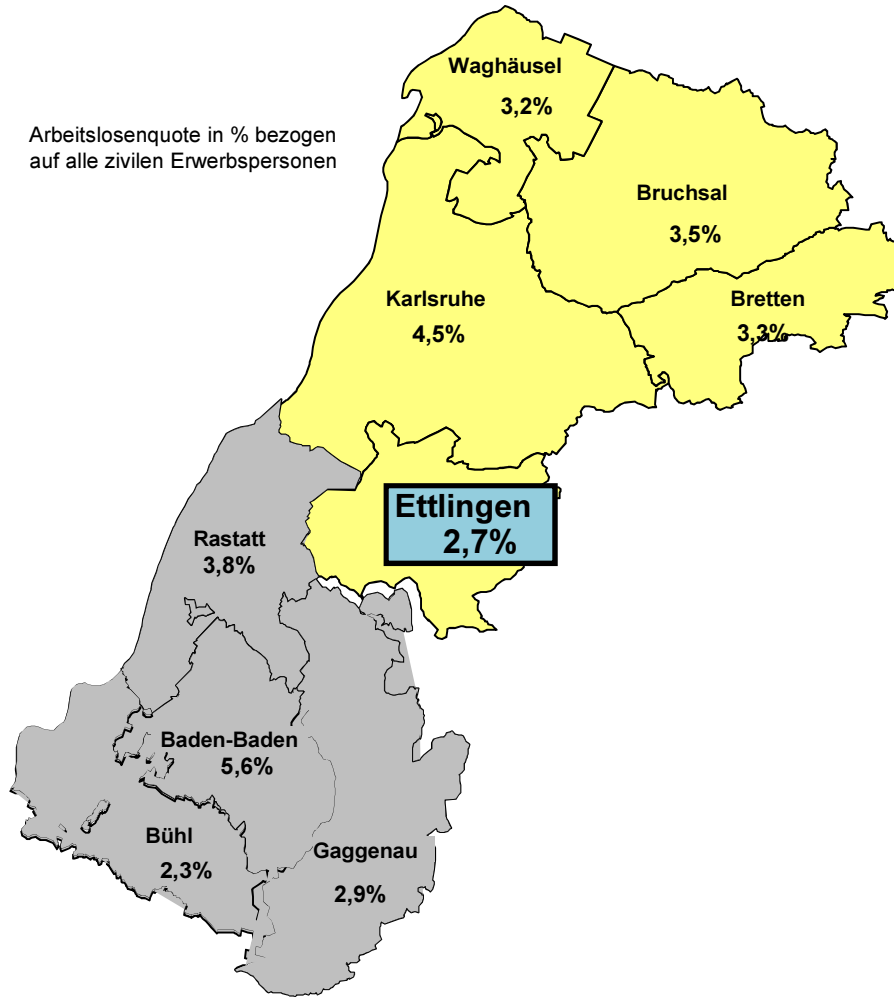 Waghäusel
3,2%
Arbeitslosenquote in % bezogen
auf alle zivilen Erwerbspersonen
Bruchsal
3,5%
Karlsruhe
4,5%
Bretten
3,3%
Ettlingen
2,7%
Rastatt
3,8%
Baden-Baden
5,6%
Bühl
2,3%
Gaggenau
2,9%